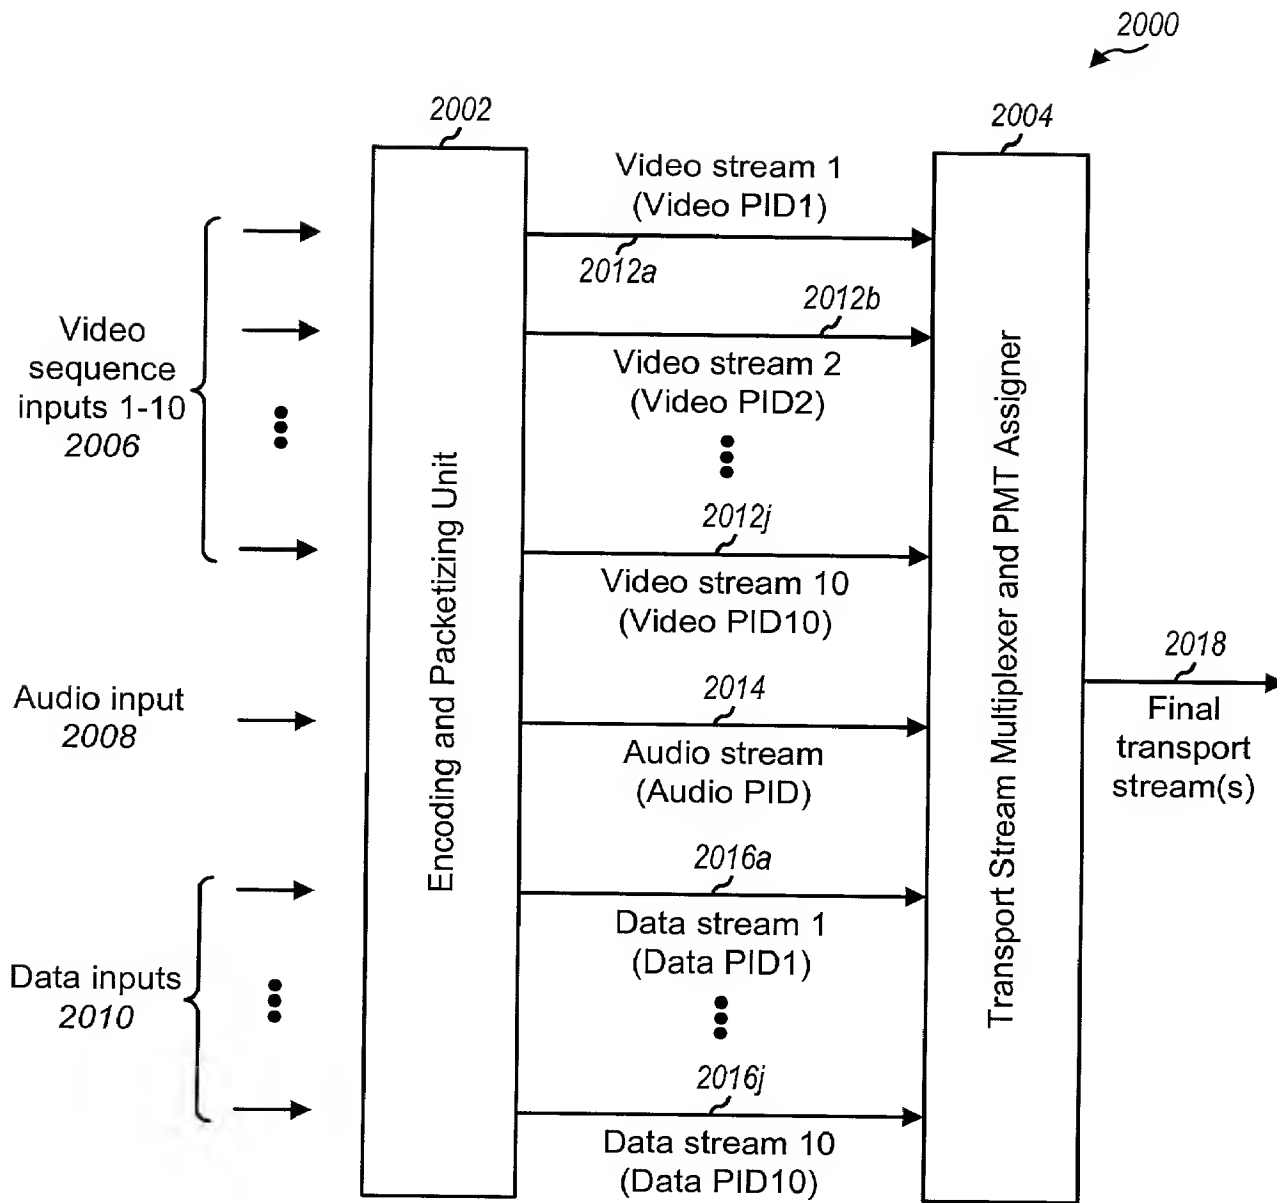 2000
2002
2004
Video
sequence
inputs 1-10
2006
Audio input
2008
Data inputs
2010
Encoding and Packetizing Unit
Video stream 1
(Video PID1)
2012a
2012b
Video stream 2
(Video PID2)
2012j
Video stream 10
(Video PID10)
2014
Audio stream
(Audio PID)
2016a
Data stream 1
(Data PID1)
2016j
Data stream 10
(Data PID10)
Transport Stream Multiplexer and PMT Assigner
2018
Final
transport
stream(s)